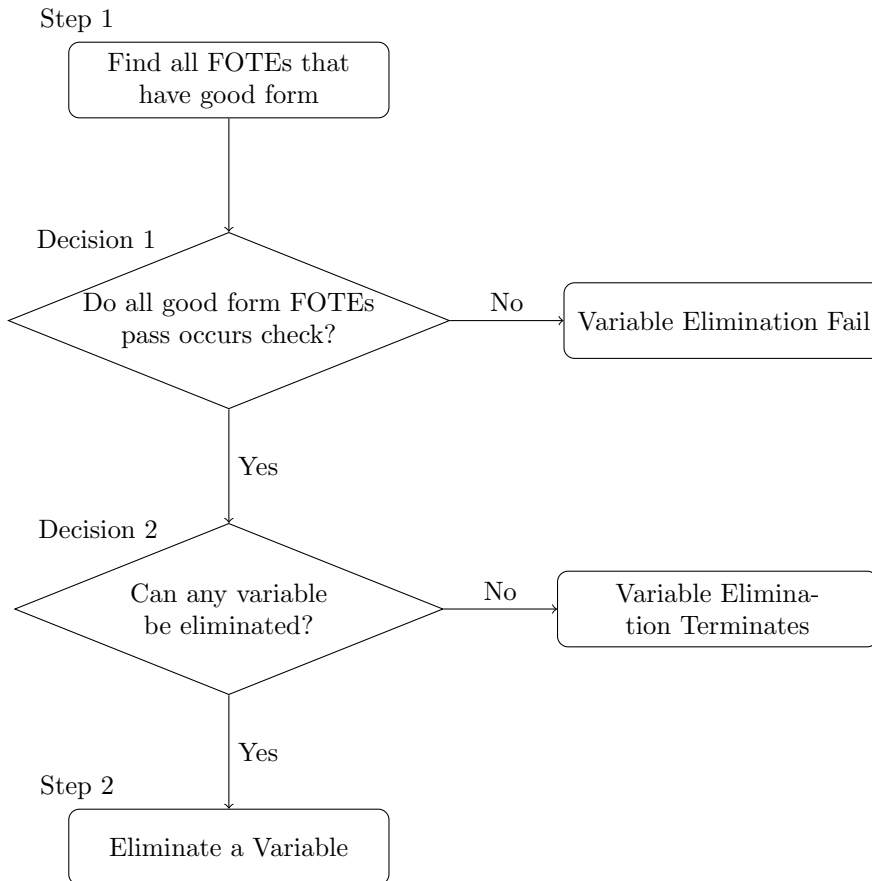 Step 1
Find all FOTEs that
have good form
Decision 1
Do all good form FOTEs
pass occurs check?
No
Variable Elimination Fail
Yes
Decision 2
Can any variable
be eliminated?
No
Variable Elimina-
tion Terminates
Yes
Step 2
Eliminate a Variable